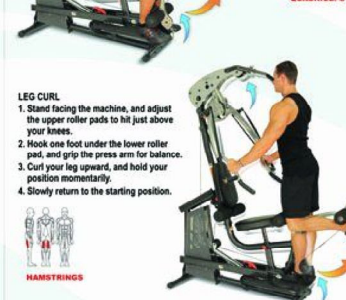 LEG CURL
1. Stand facing the machine, and adjust
the upper roller pads to hit just above
your knees.
2. Hook one foot under the lower roller
pad, and grip the press arm for balance.
3. Curl your leg upward, and hold your
position momentarily.
4. Slowly return to the starting position.
HAMSTRINGS